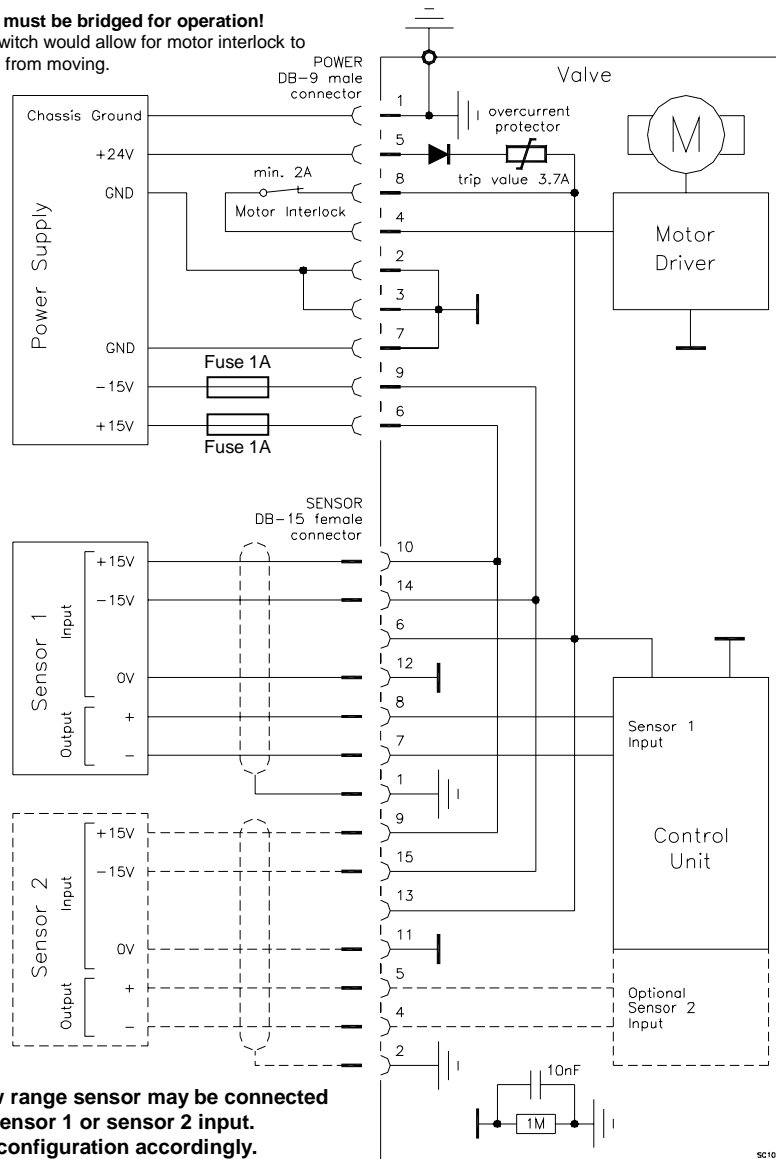 must be bridged for operation!
witch would allow for motor interlock to
from moving.
POWER
DB-9 male
connector
Valve
Chassis Ground
1
overcurrent
protector
M
+24V
5
trip value 3.7A
min. 2A
GND
8
Motor Interlock
4
Motor
Driver
2
Power Supply
3
7
GND
Fuse 1A
-15V
9
+15V
6
Fuse 1A
SENSOR
DB-15 female
connector
Sensor 1
Input
+15V
10
-15V
14
6
0V
12
Output
+
8
Sensor 1
Input
-
7
1
Control
Unit
Sensor 2
Input
+15V
9
-15V
15
13
0V
11
Output
+
5
Optional
Sensor 2
Input
-
4
2
10nF
1M
range sensor may be connected
ensor 1 or sensor 2 input.
configuration accordingly.
SC10